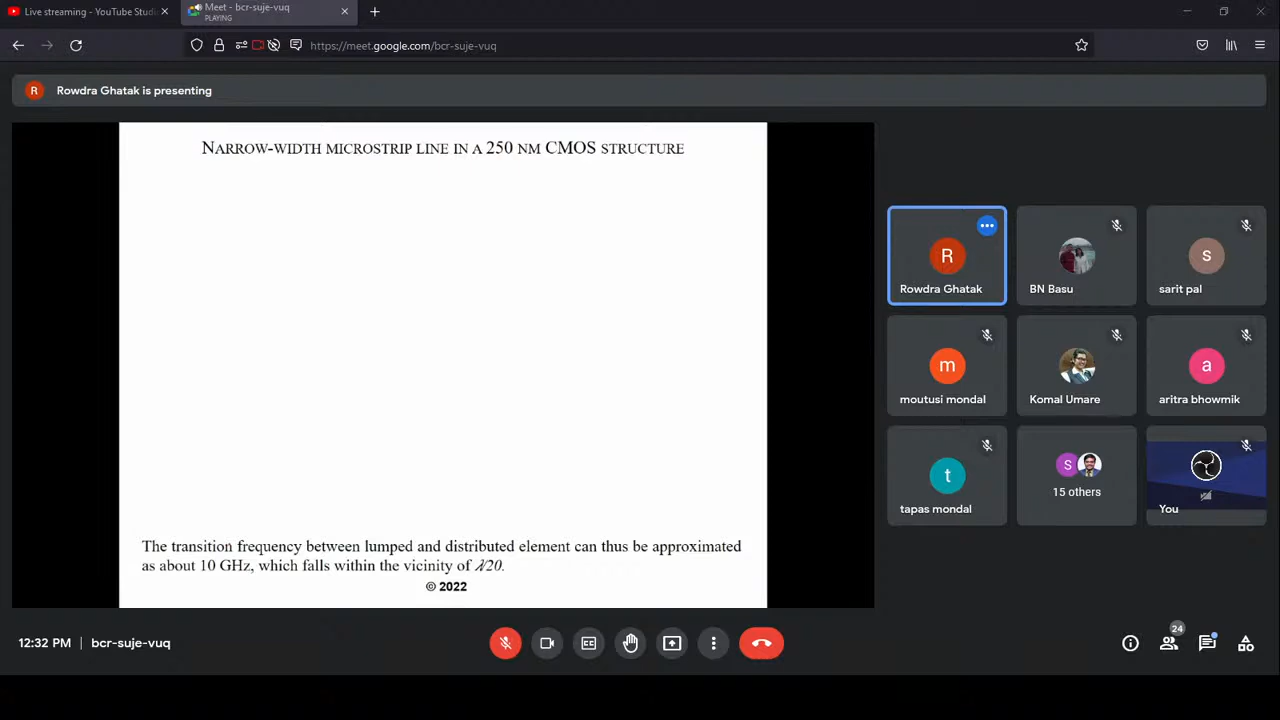 Live streaming - YouTube Studi
Meet - bcr-suje-vuq
PLAYING
https://meet.google.com/bcr-suje-vuq
R
Rowdra Ghatak is presenting
NARROW-WIDTH MICROSTRIP LINE IN A 250 NM CMOS STRUCTURE
The transition frequency between lumped and distributed element can thus be approximated
as about 10 GHz, which falls within the vicinity of λ/20.
© 2022
R
Rowdra Ghatak
BN Basu
s
sarit pal
m
moutusi mondal
Komal Umare
a
aritra bhowmik
t
tapas mondal
S
15 others
You
12:32 PM | bcr-suje-vuq
24